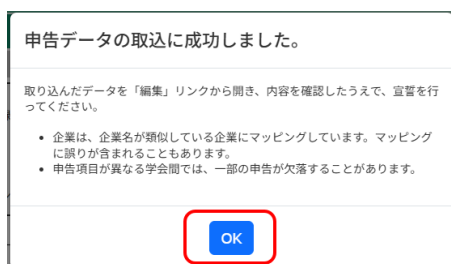 申告データの取込に成功しました。
取り込んだデータを「編集」リンクから開き、内容を確認したうえで、宣誓を行
ってください。
• 企業は、企業名が類似している企業にマッピングしています。マッピング
に誤りが含まれることもあります。
• 申告項目が異なる学会間では、一部の申告が欠落することがあります。
OK